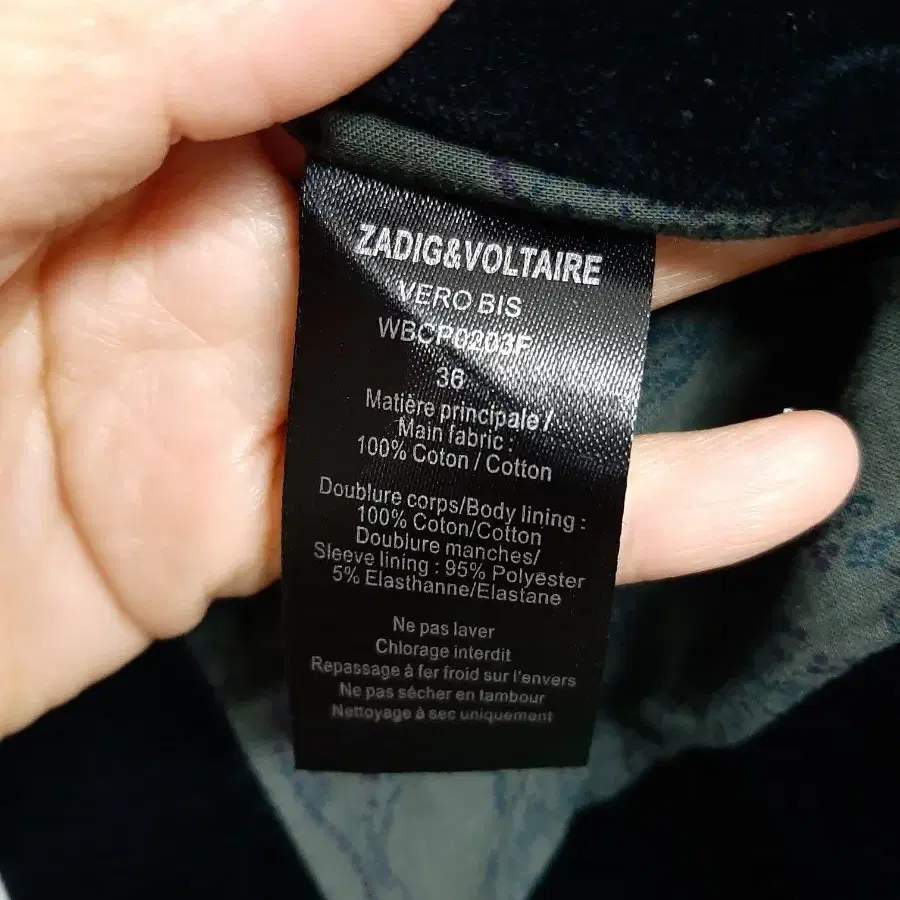 ZADIG&VOLTAIRE
VERO BIS
WBCP0203F
36
Matière principale /
Main fabric :
100% Coton / Cotton
Doublure corps/Body lining :
100% Coton/Cotton
Doublure manches/
Sleeve lining : 95% Polyester
5% Elasthanne/Elastane
Ne pas laver
Chlorage interdit
Repassage à fer froid sur l'envers
Ne pas sécher en tambour
Nettoyage à sec uniquement